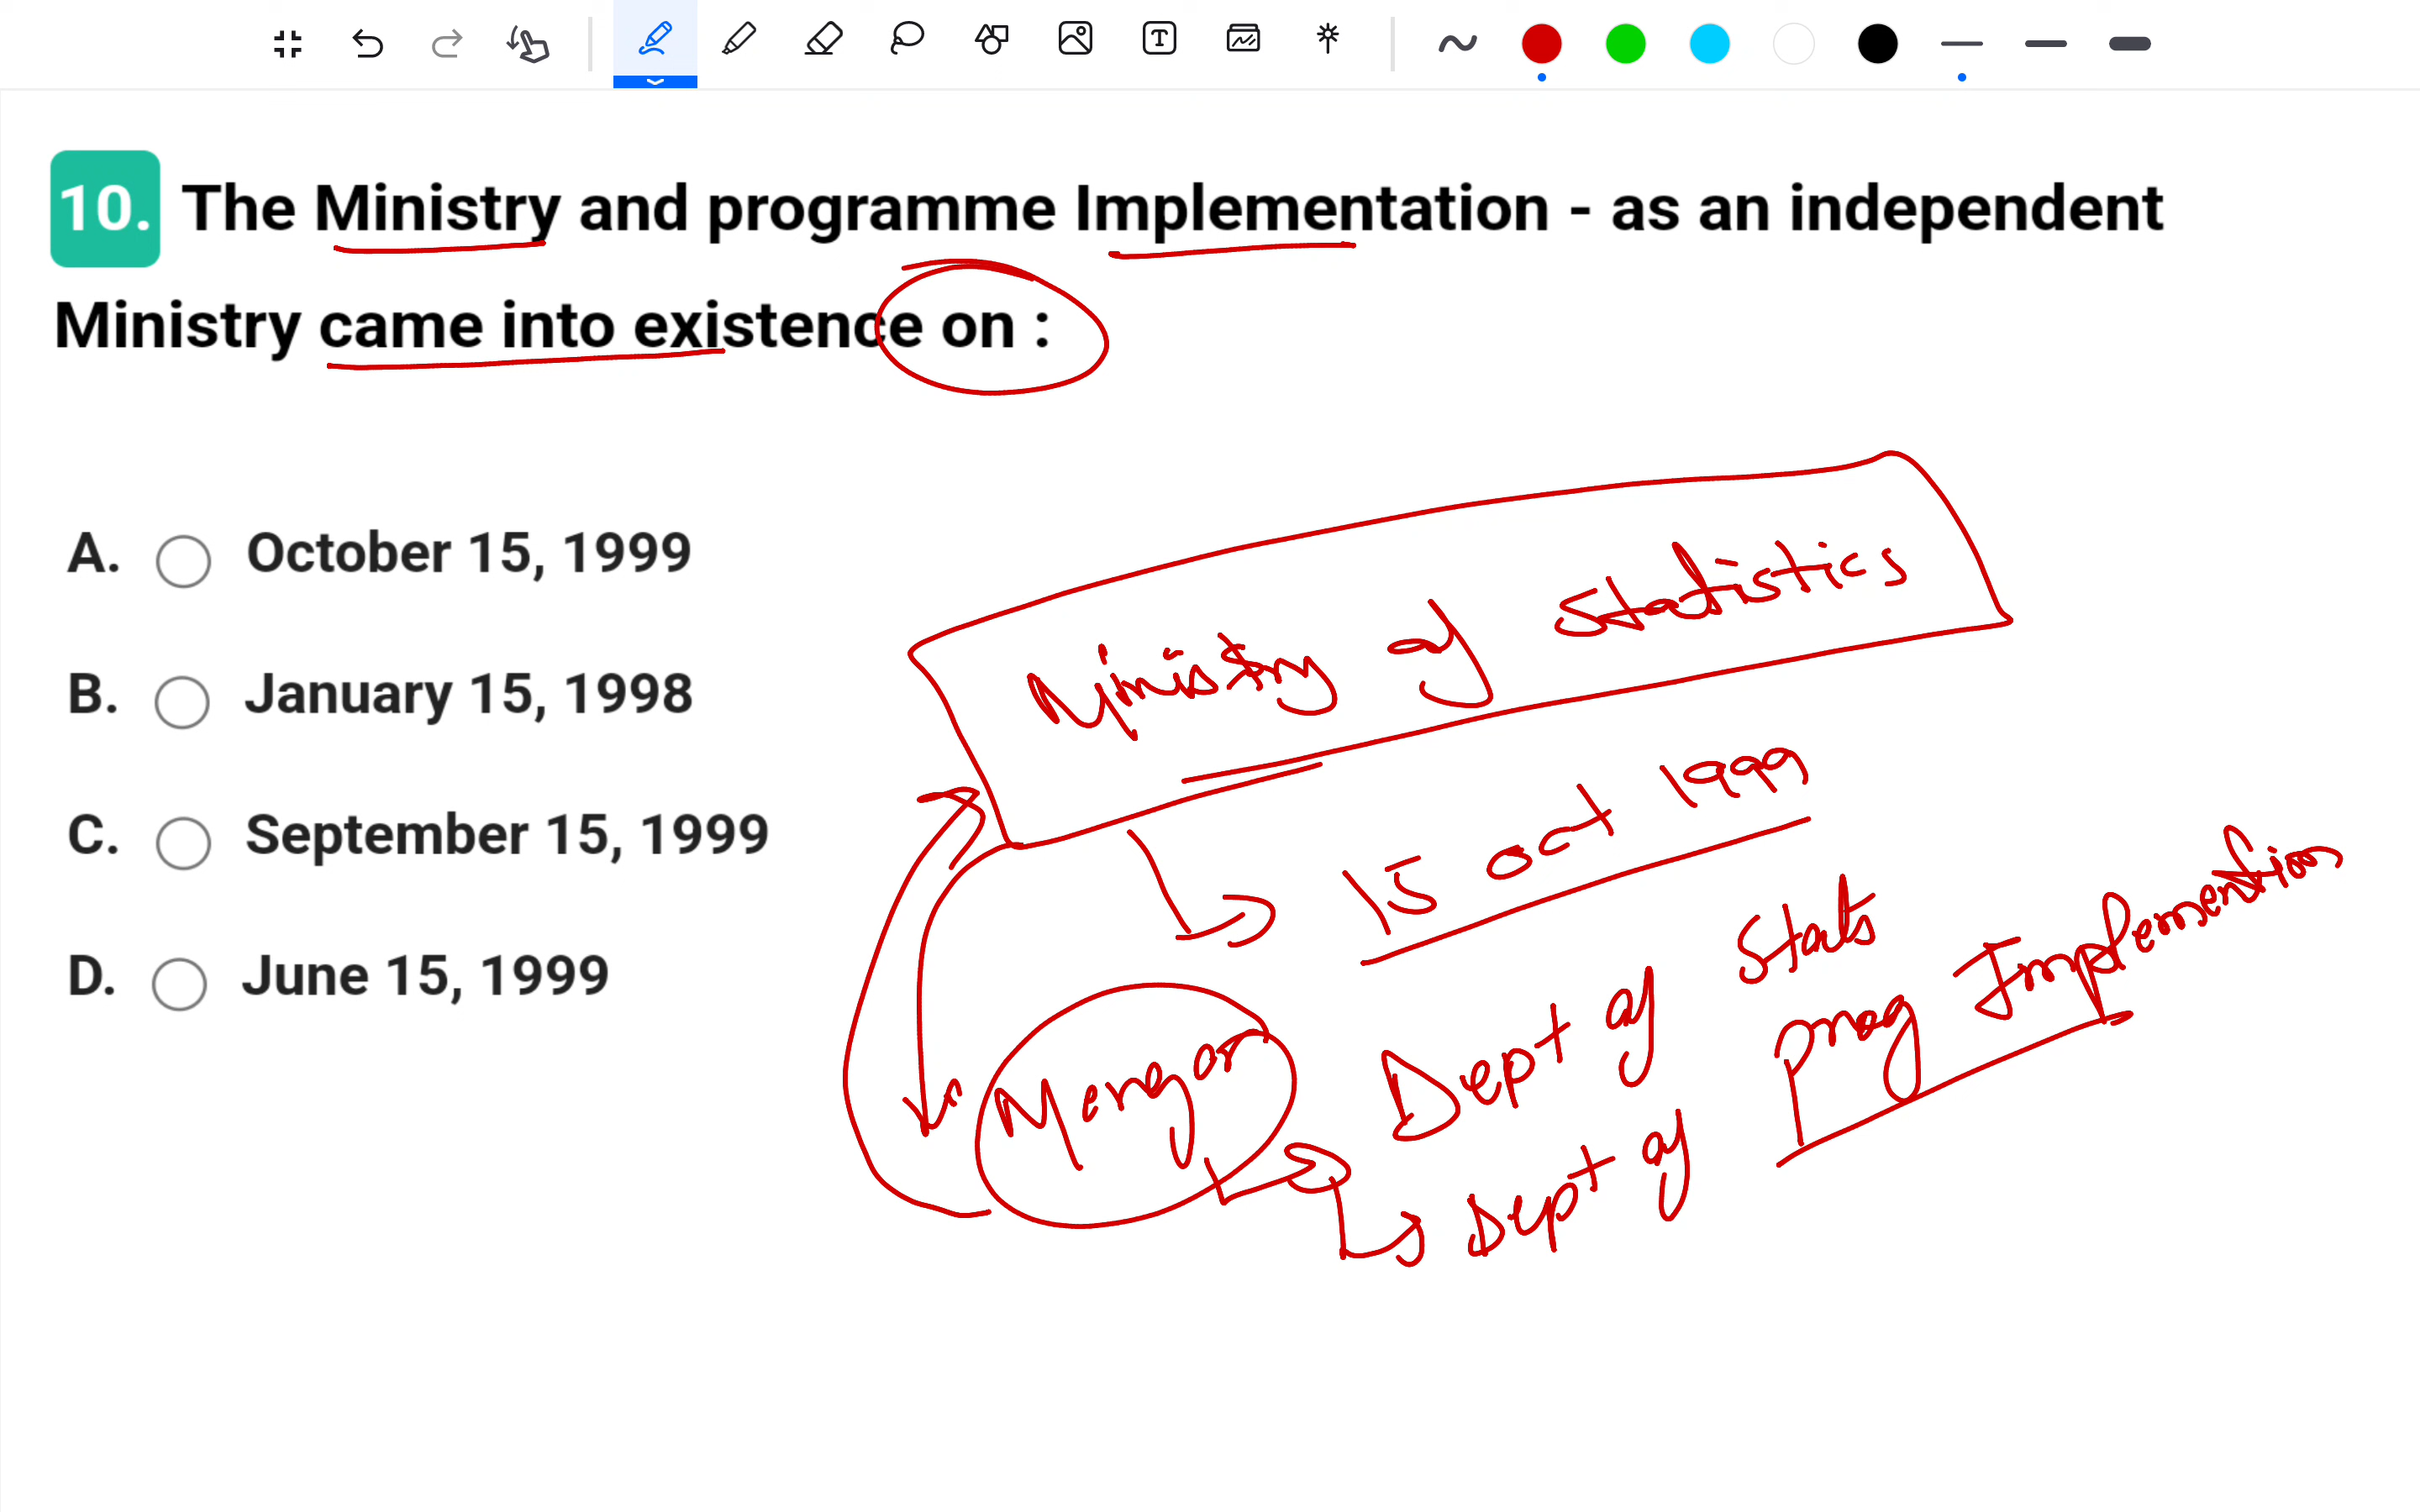 10. The Ministry and programme Implementation - as an independent
Ministry came into existence on :
A. October 15, 1999
B. January 15, 1998
C. September 15, 1999
D. June 15, 1999
Ministry of Statistics
15 oct 1999
Merger
Dept of Stats
Dept of Prog Implementation